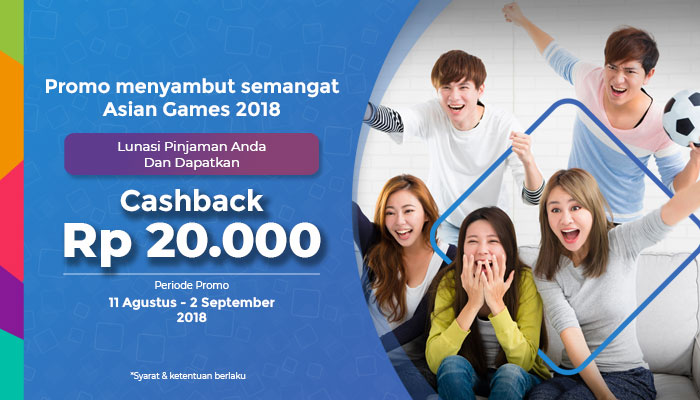 Promo menyambut semangat
Asian Games 2018
Lunasi Pinjaman Anda
Dan Dapatkan
Cashback
Rp 20.000
Periode Promo
11 Agustus - 2 September
2018
*Syarat & ketentuan berlaku